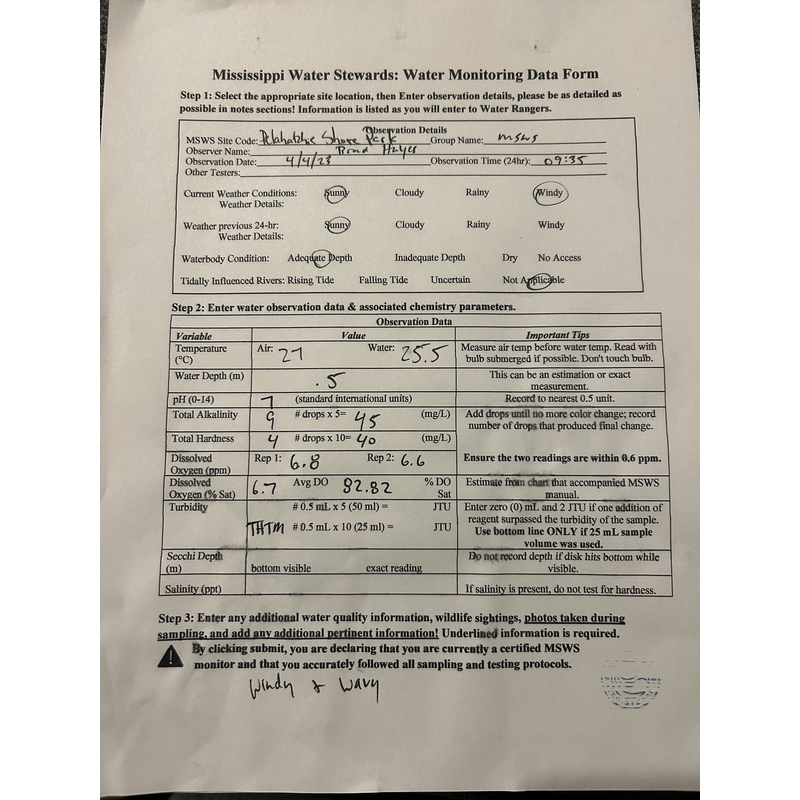 Mississippi Water Stewards: Water Monitoring Data Form
Step 1: Select the appropriate site location, then Enter observation details, please be as detailed as
possible in notes sections! Information is listed as you will enter to Water Rangers.
Observation Details
MSWS Site Code: Pelahatchie Shore Park Group Name: MSWS
Observer Name: Hayes
Observation Date: 4/4/23 Observation Time (24hr): 09:35
Other Testers:
Current Weather Conditions: Sunny Cloudy Rainy Windy
Weather Details:
Weather previous 24-hr: Sunny Cloudy Rainy Windy
Weather Details:
Waterbody Condition: Adequate Depth Inadequate Depth Dry No Access
Tidally Influenced Rivers: Rising Tide Falling Tide Uncertain Not Applicable
Step 2: Enter water observation data & associated chemistry parameters.
Observation Data
Variable Value Important Tips
Temperature (°C) Air: 27 Water: 25.5 Measure air temp before water temp. Read with
bulb submerged if possible. Don't touch bulb.
Water Depth (m) .5 This can be an estimation or exact
measurement.
pH (0-14) 7 (standard international units) Record to nearest 0.5 unit.
Total Alkalinity 9 # drops x 5= 45 (mg/L) Add drops until no more color change; record
number of drops that produced final change.
Total Hardness 4 # drops x 10= 40 (mg/L)
Dissolved Oxygen (ppm) Rep 1: 6.8 Rep 2: 6.6 Ensure the two readings are within 0.6 ppm.
Dissolved Oxygen (% Sat) 6.7 Avg DO 82.82 % DO Sat Estimate from chart that accompanied MSWS
manual.
Turbidity # 0.5 mL x 5 (50 ml) = JTU Enter zero (0) mL and 2 JTU if one addition of
reagent surpassed the turbidity of the sample.
THTM # 0.5 mL x 10 (25 ml) = JTU Use bottom line ONLY if 25 mL sample
volume was used.
Secchi Depth (m) bottom visible exact reading Do not record depth if disk hits bottom while
visible.
Salinity (ppt) If salinity is present, do not test for hardness.
Step 3: Enter any additional water quality information, wildlife sightings, photos taken during
sampling, and add any additional pertinent information! Underlined information is required.
By clicking submit, you are declaring that you are currently a certified MSWS
monitor and that you accurately followed all sampling and testing protocols.
Windy & Wavy